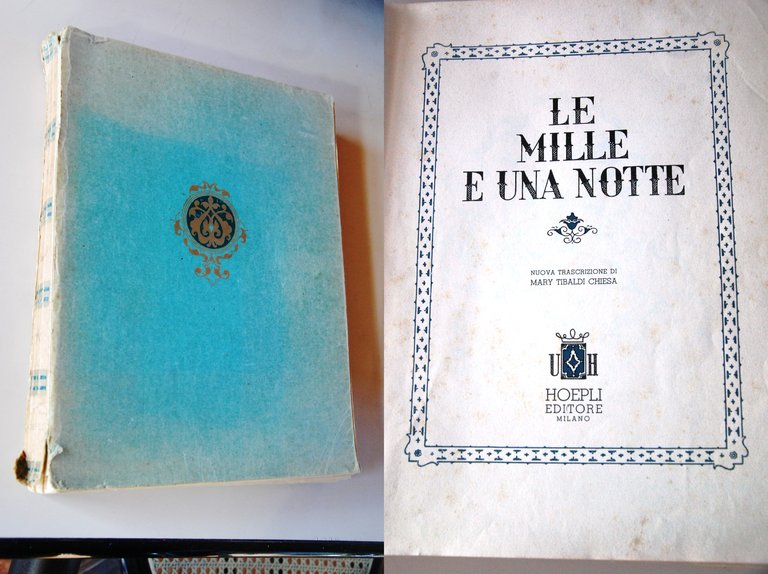 LE
MILLE
E UNA NOTTE
NUOVA TRASCRIZIONE DI
MARY TIBALDI CHIESA
U H
HOEPLI
EDITORE
MILANO